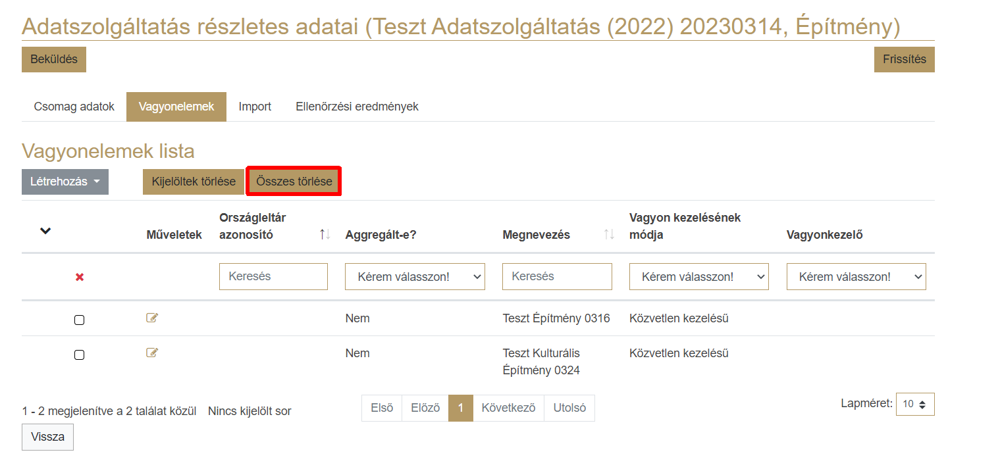 Adatszolgáltatás részletes adatai (Teszt Adatszolgáltatás (2022) 20230314, Építmény)
Beküldés Frissítés
Csomag adatok Vagyonelemek Import Ellenőrzési eredmények
Vagyonelemek lista
Létrehozás Kijelöltek törlése Összes törlése
Műveletek Országleltár azonosító Aggregált-e? Megnevezés Vagyon kezelésének módja Vagyonkezelő
Keresés Kérem válasszon! Keresés Kérem válasszon! Kérem válasszon!
Nem Teszt Építmény 0316 Közvetlen kezelésű
Nem Teszt Kulturális Építmény 0324 Közvetlen kezelésű
1 - 2 megjelenítve a 2 találat közül Nincs kijelölt sor Első Előző 1 Következő Utolsó Lapméret: 10
Vissza